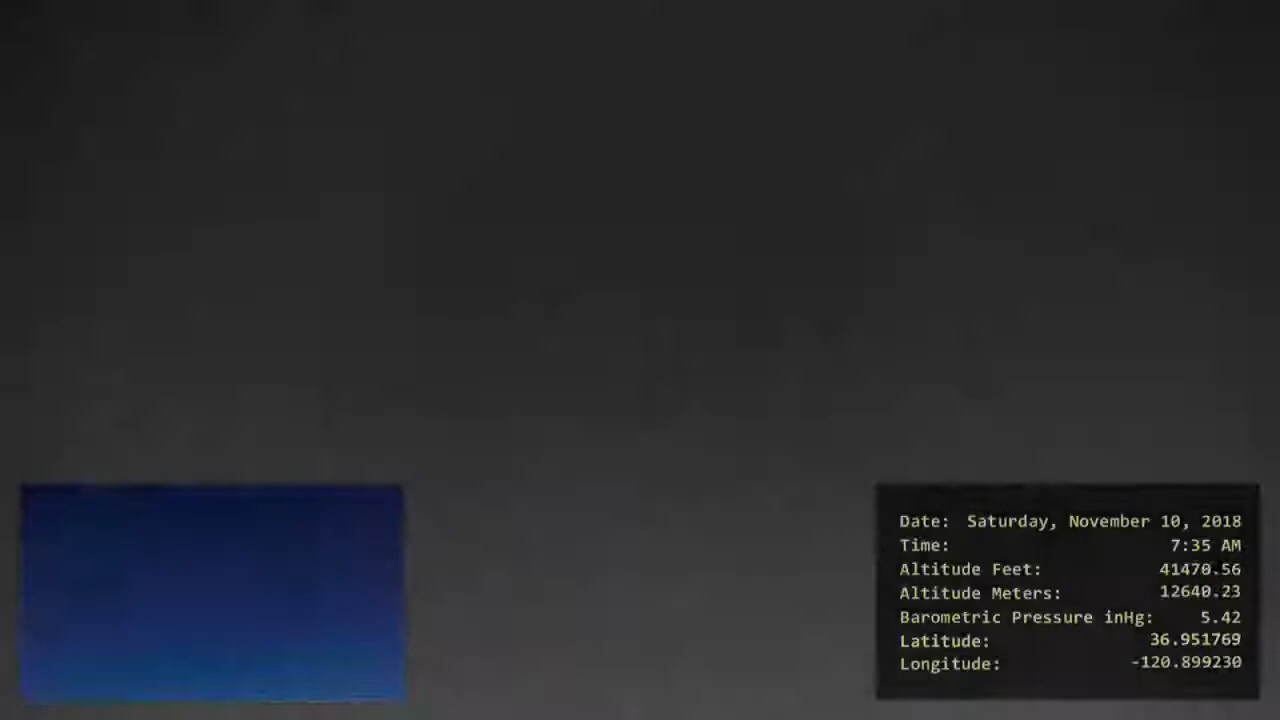 Date: Saturday, November 10, 2018
Time: 7:35 AM
Altitude Feet: 41470.56
Altitude Meters: 12640.23
Barometric Pressure inHg: 5.42
Latitude: 36.951769
Longitude: -120.899230